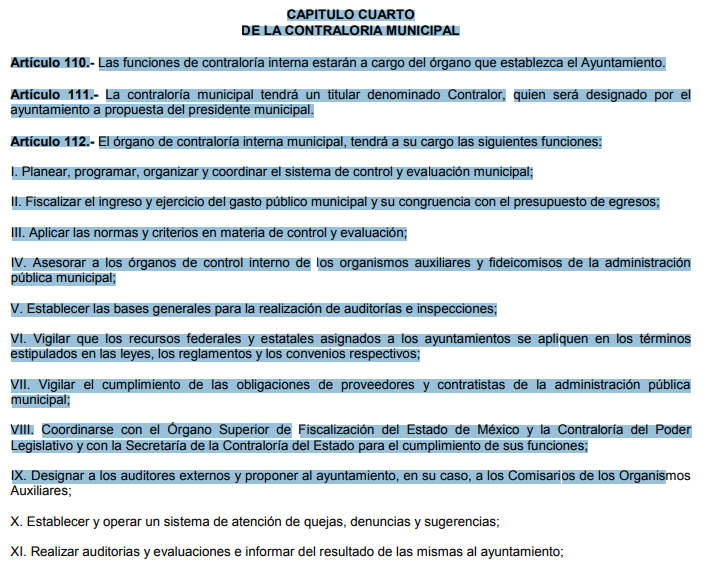 CAPITULO CUARTO
DE LA CONTRALORIA MUNICIPAL
Artículo 110.- Las funciones de contraloría interna estarán a cargo del órgano que establezca el Ayuntamiento.
Artículo 111.- La contraloría municipal tendrá un titular denominado Contralor, quien será designado por el
ayuntamiento a propuesta del presidente municipal.
Artículo 112.- El órgano de contraloría interna municipal, tendrá a su cargo las siguientes funciones:
I. Planear, programar, organizar y coordinar el sistema de control y evaluación municipal;
II. Fiscalizar el ingreso y ejercicio del gasto público municipal y su congruencia con el presupuesto de egresos;
III. Aplicar las normas y criterios en materia de control y evaluación;
IV. Asesorar a los órganos de control interno de los organismos auxiliares y fideicomisos de la administración
pública municipal;
V. Establecer las bases generales para la realización de auditorías e inspecciones;
VI. Vigilar que los recursos federales y estatales asignados a los ayuntamientos se apliquen en los términos
estipulados en las leyes, los reglamentos y los convenios respectivos;
VII. Vigilar el cumplimiento de las obligaciones de proveedores y contratistas de la administración pública
municipal;
VIII. Coordinarse con el Órgano Superior de Fiscalización del Estado de México y la Contraloría del Poder
Legislativo y con la Secretaría de la Contraloría del Estado para el cumplimiento de sus funciones;
IX. Designar a los auditores externos y proponer al ayuntamiento, en su caso, a los Comisarios de los Organismos
Auxiliares;
X. Establecer y operar un sistema de atención de quejas, denuncias y sugerencias;
XI. Realizar auditorias y evaluaciones e informar del resultado de las mismas al ayuntamiento;